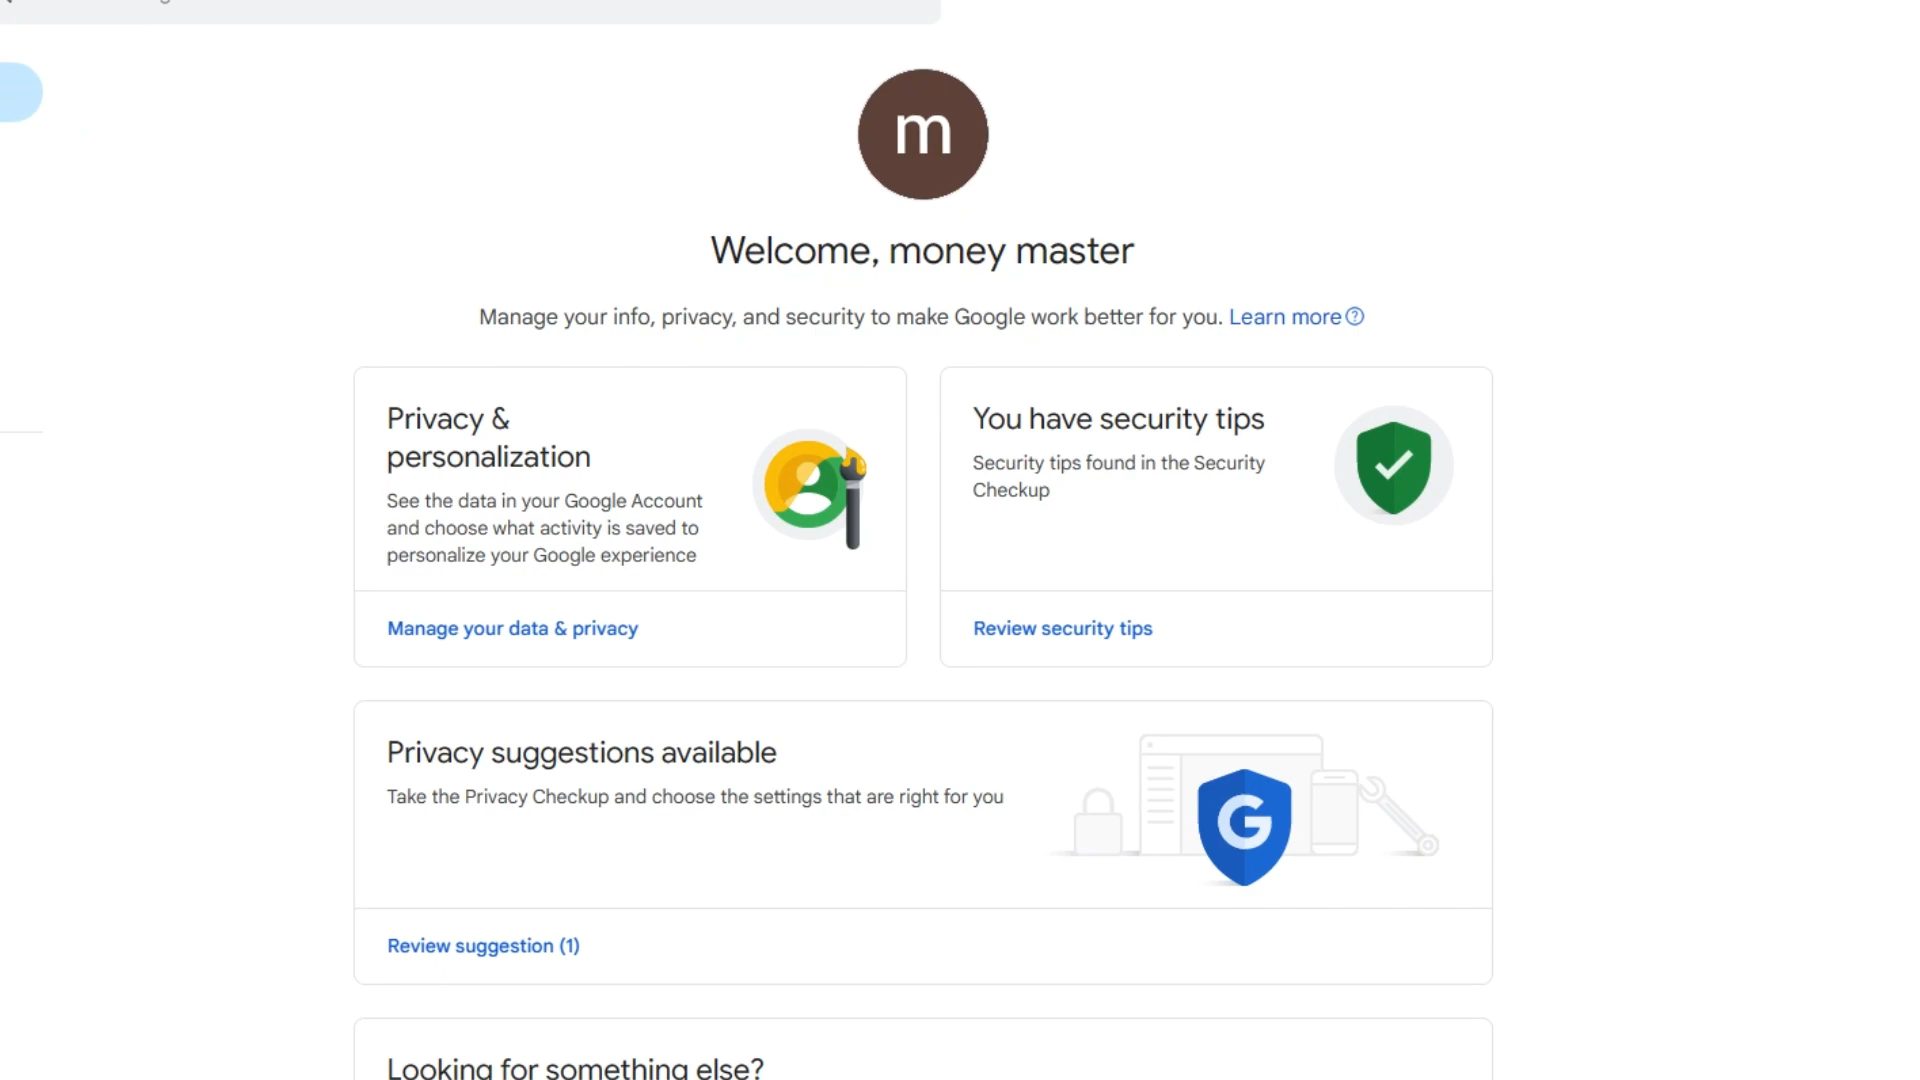 m
Welcome, money master
Manage your info, privacy, and security to make Google work better for you. Learn more
Privacy &
personalization
See the data in your Google Account
and choose what activity is saved to
personalize your Google experience
Manage your data & privacy
You have security tips
Security tips found in the Security
Checkup
Review security tips
Privacy suggestions available
Take the Privacy Checkup and choose the settings that are right for you
G
Review suggestion (1)
Looking for something else?